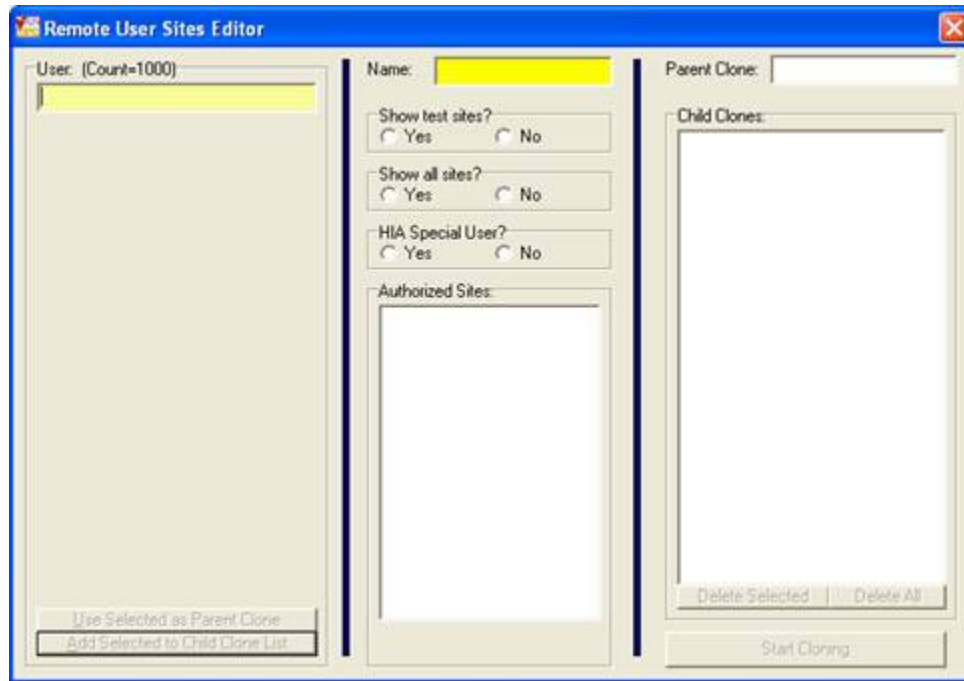 Remote User Sites Editor
User: (Count=1000)
Use Selected as Parent Clone
Add Selected to Child Clone List
Name:
Show test sites?
Yes No
Show all sites?
Yes No
HIA Special User?
Yes No
Authorized Sites:
Parent Clone:
Child Clones:
Delete Selected Delete All
Start Cloning